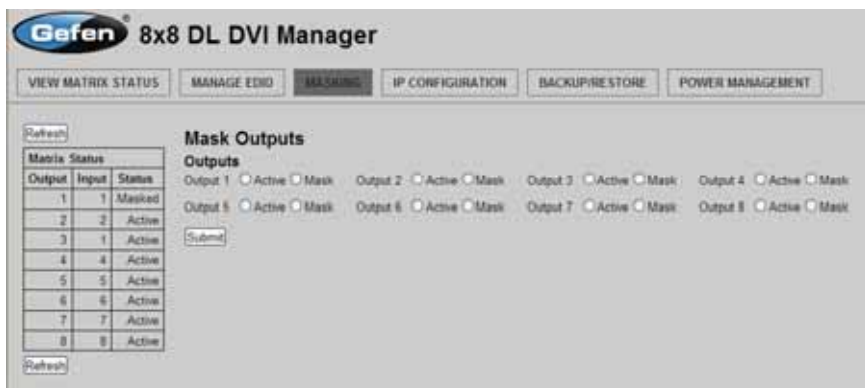 Gefen® 8x8 DL DVI Manager
VIEW MATRIX STATUS MANAGE EDID MASKING IP CONFIGURATION BACKUP/RESTORE POWER MANAGEMENT
Refresh
Matrix Status
Output Input Status
1 1 Masked
2 2 Active
3 1 Active
4 4 Active
5 5 Active
6 6 Active
7 7 Active
8 8 Active
Refresh
Mask Outputs
Outputs
Output 1 Active Mask Output 2 Active Mask Output 3 Active Mask Output 4 Active Mask
Output 5 Active Mask Output 6 Active Mask Output 7 Active Mask Output 8 Active Mask
Submit